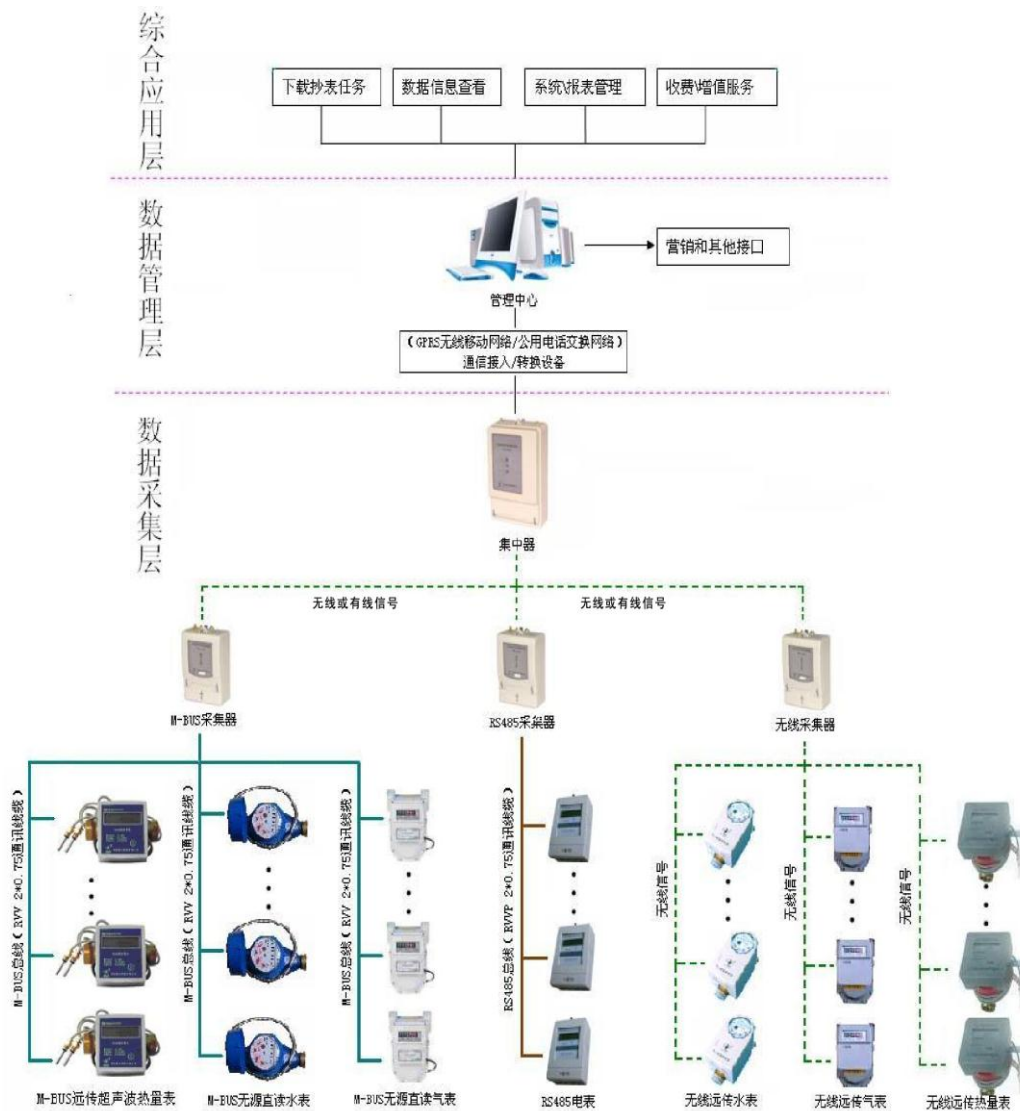 综合应用层
下载抄表任务
数据信息查看
系统\报表管理
收费\增值服务
数据管理层
营销和其他接口
管理中心
(GPRS无线移动网络/公用电话交换网络)
通信接入/转换设备
数据采集层
集中器
无线或有线信号
无线或有线信号
M-BUS采集器
RS485采集器
无线采集器
M-BUS总线(RVV 2*0.75通讯线缆)
M-BUS总线(RVV 2*0.75通讯线缆)
M-BUS总线(RVV 2*0.75通讯线缆)
RS485总线(RVVP 2*0.75通讯线缆)
无线信号
无线信号
无线信号
M-BUS远传超声波热量表
M-BUS无源直读水表
M-BUS无源直读气表
RS485电表
无线远传水表
无线远传气表
无线远传热量表